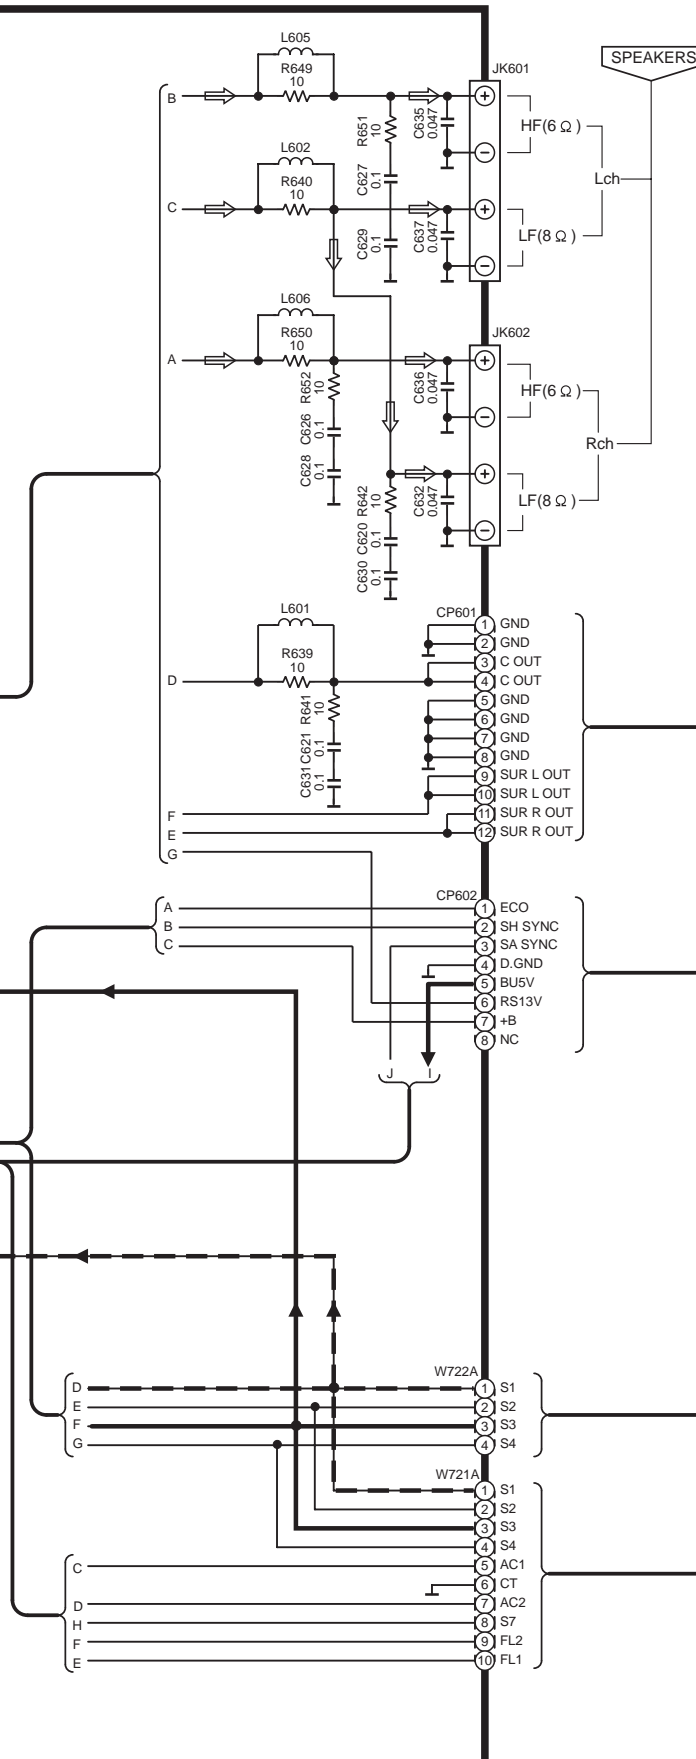 SPEAKERS
L605
R649
10
B
R651
10
C635
0.047
JK601
+
HF(6 Ω)
−
L602
R640
10
C627
0.1
Lch
C
C629
0.1
C637
0.047
+
LF(8 Ω)
−
L606
R650
10
JK602
A
R652
10
C636
0.047
+
HF(6 Ω)
C626
0.1
−
Rch
C628
0.1
R642
10
C632
0.047
+
LF(8 Ω)
C620
0.1
−
C630
0.1
L601
R639
10
D
R641
10
C621
0.1
C631
0.1
CP601
1 GND
2 GND
3 C OUT
4 C OUT
5 GND
6 GND
7 GND
8 GND
9 SUR L OUT
10 SUR L OUT
11 SUR R OUT
12 SUR R OUT
F
E
G
CP602
A 1 ECO
B 2 SH SYNC
C 3 SA SYNC
4 D.GND
5 BU5V
6 RS13V
7 +B
8 NC
J I
W722A
D 1 S1
E 2 S2
F 3 S3
G 4 S4
W721A
1 S1
2 S2
3 S3
4 S4
C 5 AC1
6 CT
D 7 AC2
H 8 S7
F 9 FL2
E 10 FL1